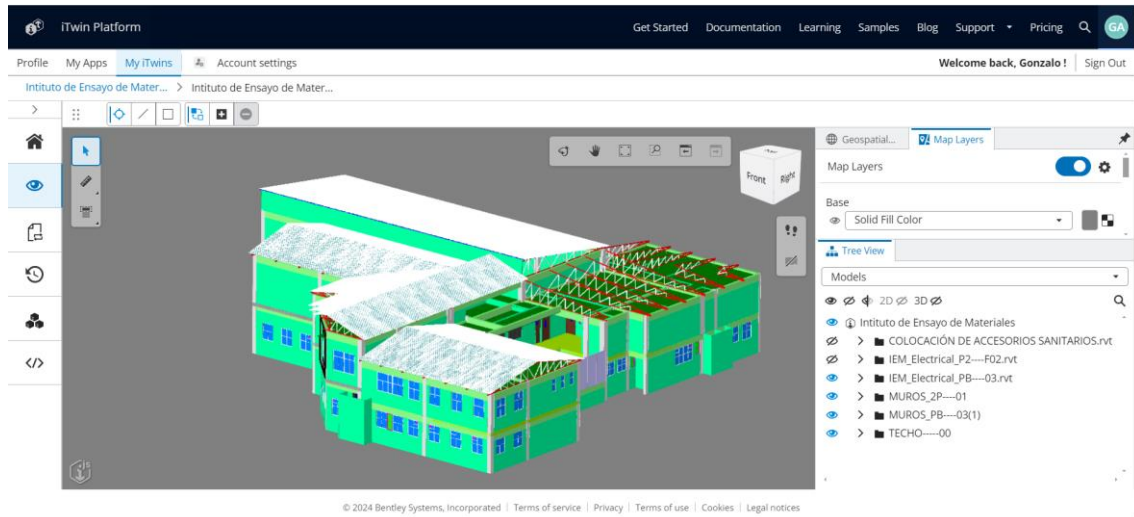 iTwin Platform
Get Started Documentation Learning Samples Blog Support Pricing GA
Profile My Apps My iTwins Account settings
Welcome back, Gonzalo ! Sign Out
Intituto de Ensayo de Mater... > Intituto de Ensayo de Mater...
Geospatial... Map Layers
Map Layers
Front Right
Base
Solid Fill Color
Tree View
Models
2D 3D
Intituto de Ensayo de Materiales
COLOCACIÓN DE ACCESORIOS SANITARIOS.rvt
IEM_Electrical_P2----F02.rvt
IEM_Electrical_PB----03.rvt
MUROS_2P----01
MUROS_PB----03(1)
TECHO-----00
© 2024 Bentley Systems, Incorporated | Terms of service | Privacy | Terms of use | Cookies | Legal notices